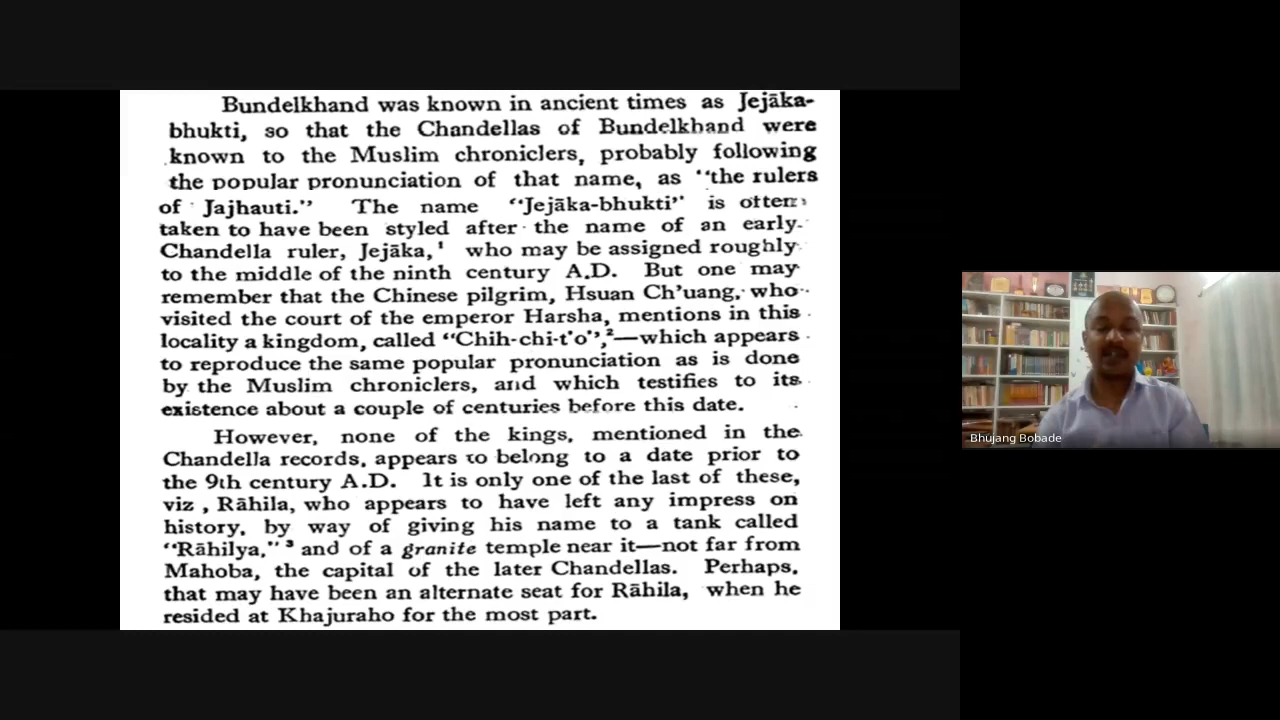 Bundelkhand was known in ancient times as Jejāka-
bhukti, so that the Chandellas of Bundelkhand were
known to the Muslim chroniclers, probably following
the popular pronunciation of that name, as "the rulers
of Jajhauti." The name "Jejāka-bhukti" is often
taken to have been styled after the name of an early
Chandella ruler, Jejāka,¹ who may be assigned roughly
to the middle of the ninth century A.D. But one may
remember that the Chinese pilgrim, Hsuan Ch'uang, who
visited the court of the emperor Harsha, mentions in this
locality a kingdom, called "Chih-chi-t'o",²—which appears
to reproduce the same popular pronunciation as is done
by the Muslim chroniclers, and which testifies to its
existence about a couple of centuries before this date.
However, none of the kings, mentioned in the
Chandella records, appears to belong to a date prior to
the 9th century A.D. It is only one of the last of these,
viz, Rāhila, who appears to have left any impress on
history, by way of giving his name to a tank called
"Rāhilya," ³ and of a granite temple near it—not far from
Mahoba, the capital of the later Chandellas. Perhaps,
that may have been an alternate seat for Rāhila, when he
resided at Khajuraho for the most part.
Bhujang Bobade